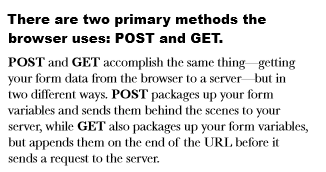 There are two primary methods the
browser uses: POST and GET.
POST and GET accomplish the same thing—getting
your form data from the browser to a server—but in
two different ways. POST packages up your form
variables and sends them behind the scenes to your
server, while GET also packages up your form variables,
but appends them on the end of the URL before it
sends a request to the server.